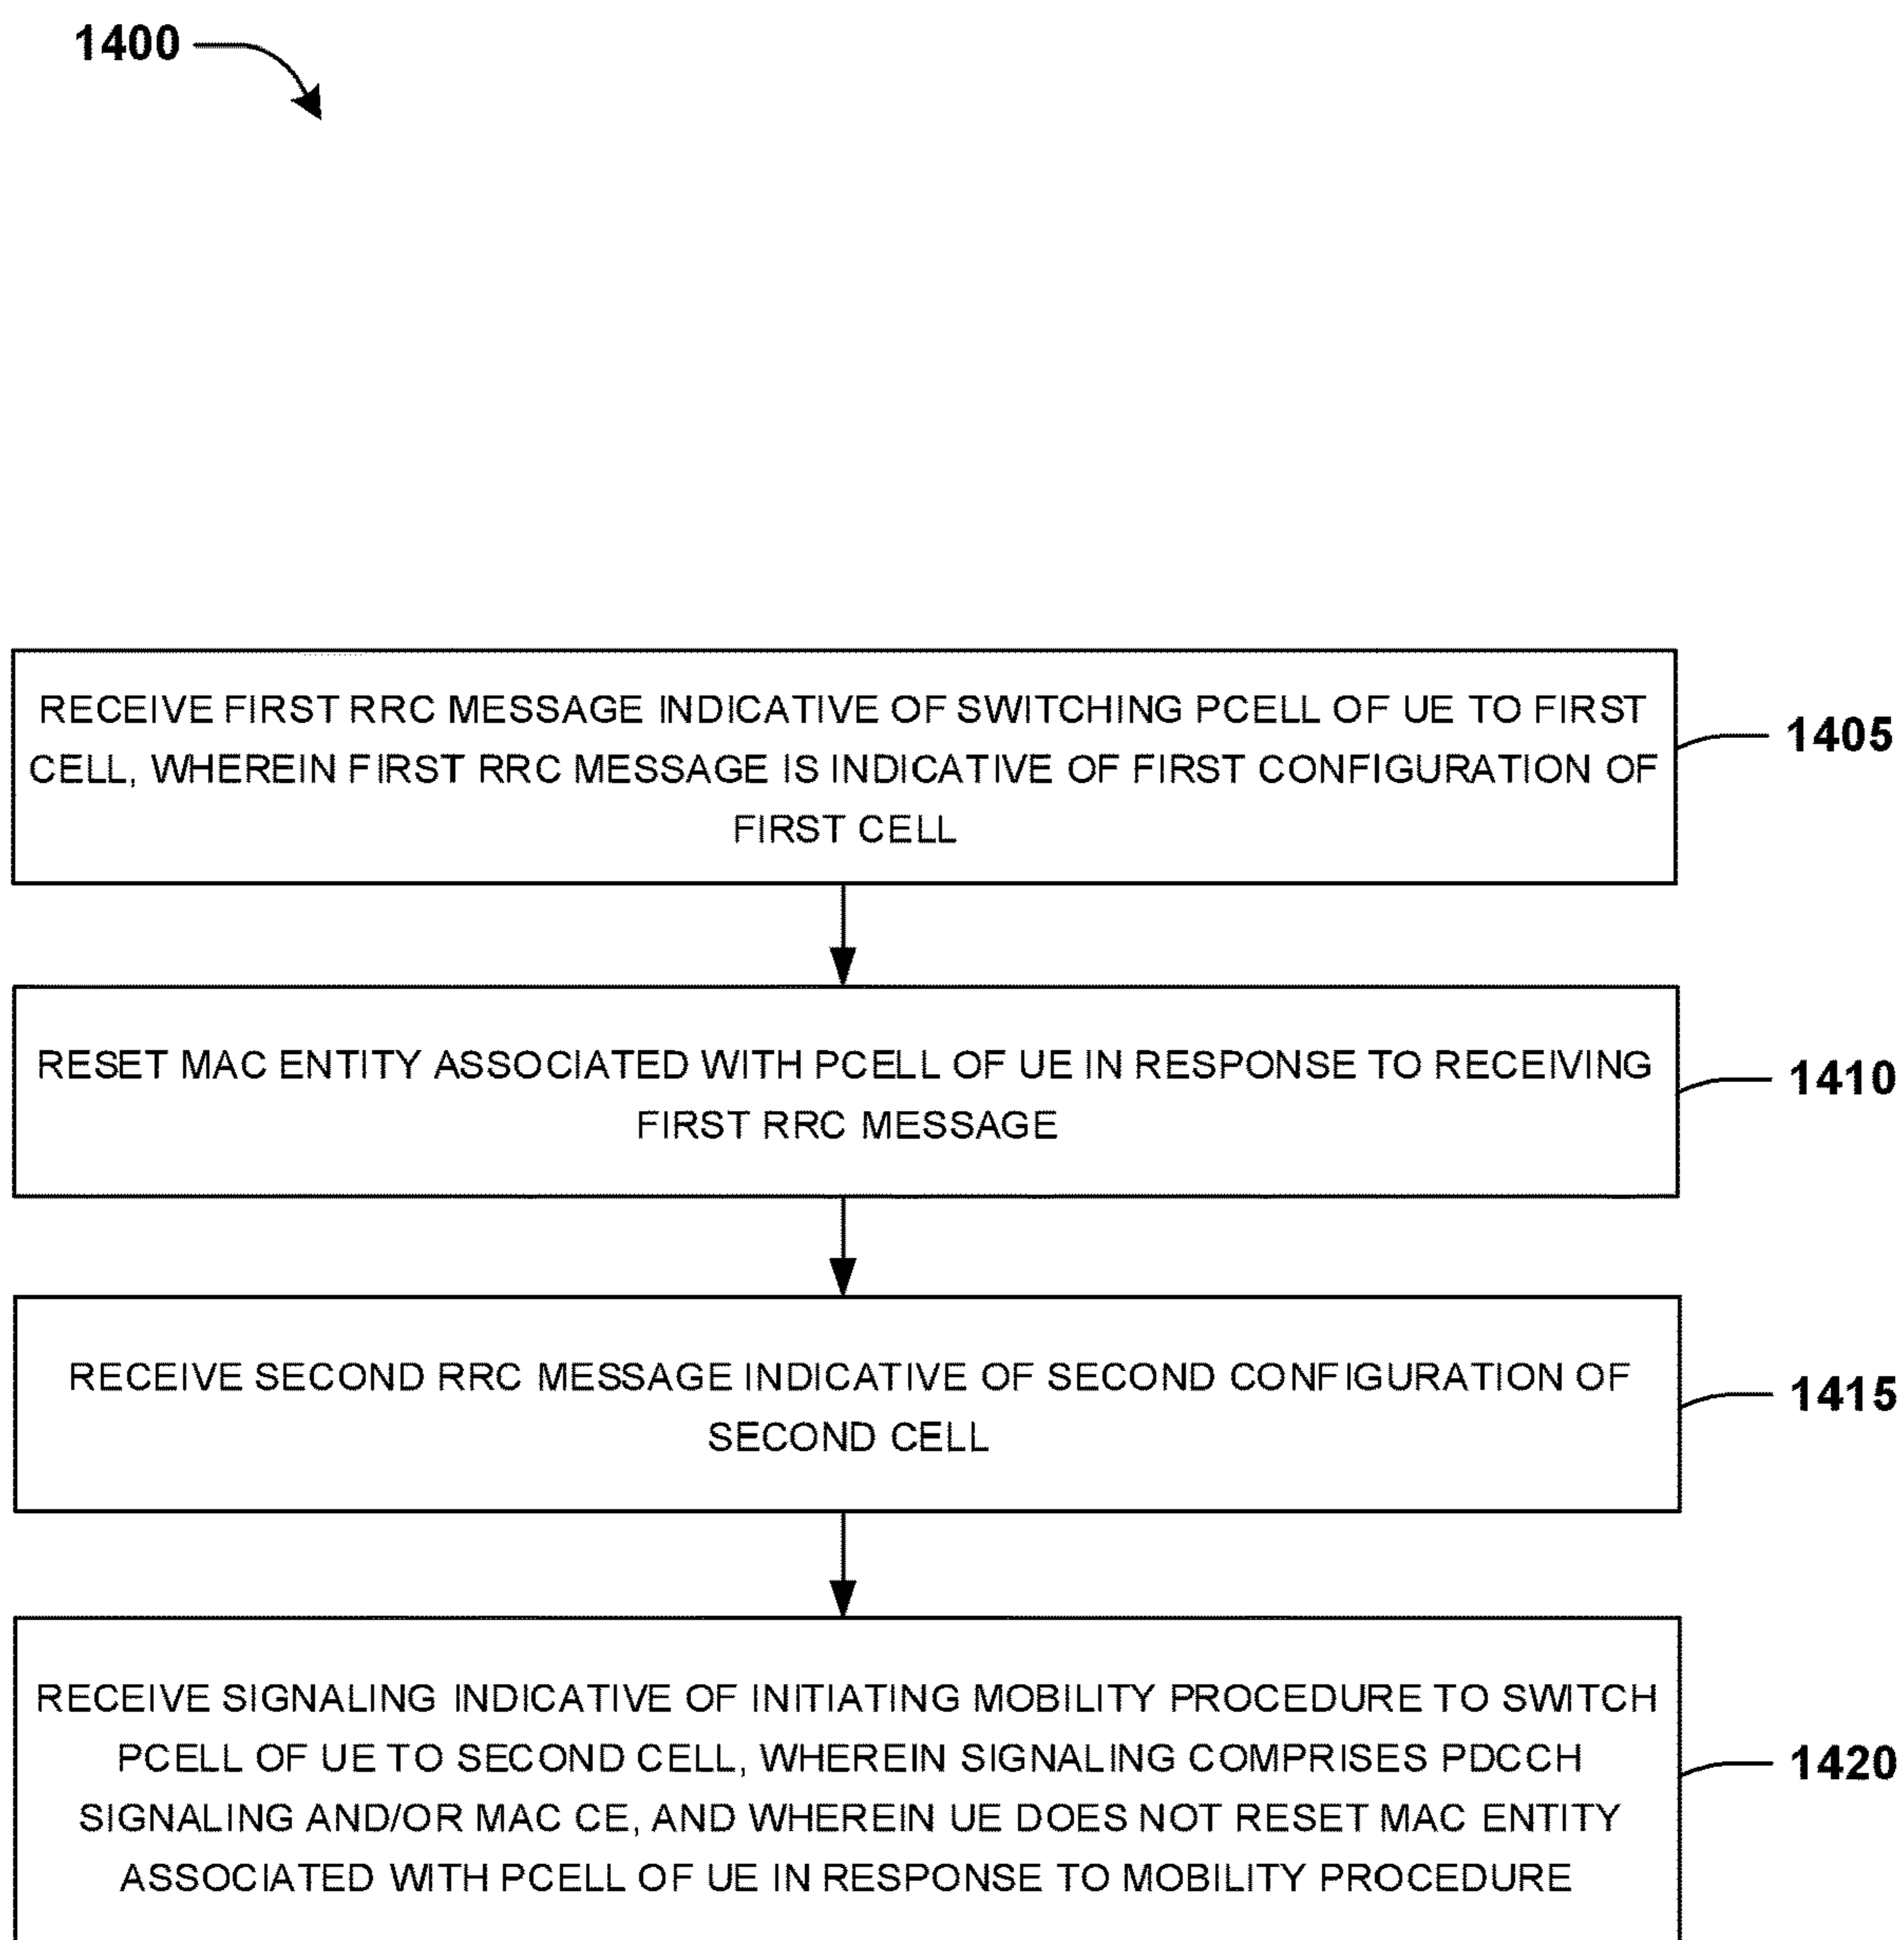 1400
RECEIVE FIRST RRC MESSAGE INDICATIVE OF SWITCHING PCELL OF UE TO FIRST
CELL, WHEREIN FIRST RRC MESSAGE IS INDICATIVE OF FIRST CONFIGURATION OF
FIRST CELL
1405
RESET MAC ENTITY ASSOCIATED WITH PCELL OF UE IN RESPONSE TO RECEIVING
FIRST RRC MESSAGE
1410
RECEIVE SECOND RRC MESSAGE INDICATIVE OF SECOND CONFIGURATION OF
SECOND CELL
1415
RECEIVE SIGNALING INDICATIVE OF INITIATING MOBILITY PROCEDURE TO SWITCH
PCELL OF UE TO SECOND CELL, WHEREIN SIGNALING COMPRISES PDCCH
SIGNALING AND/OR MAC CE, AND WHEREIN UE DOES NOT RESET MAC ENTITY
ASSOCIATED WITH PCELL OF UE IN RESPONSE TO MOBILITY PROCEDURE
1420